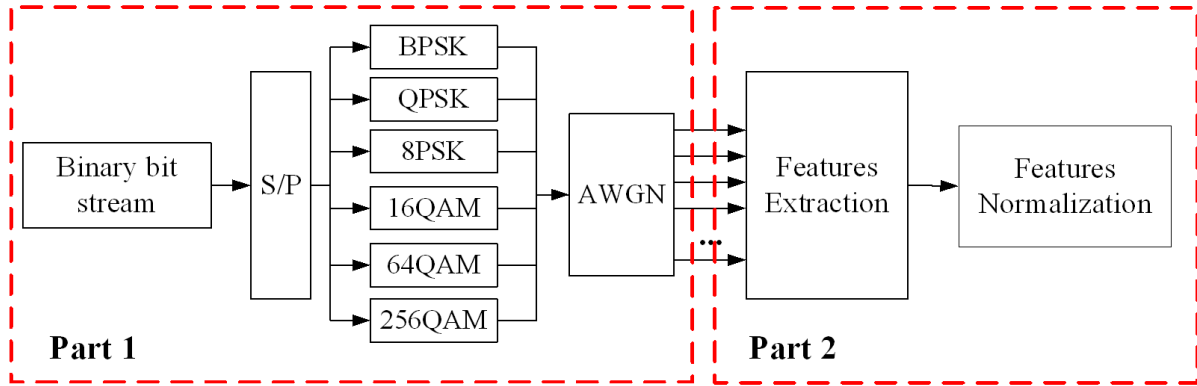 Binary bit
stream
S/P
BPSK
QPSK
8PSK
16QAM
64QAM
256QAM
AWGN
...
Features
Extraction
Features
Normalization
Part 1
Part 2